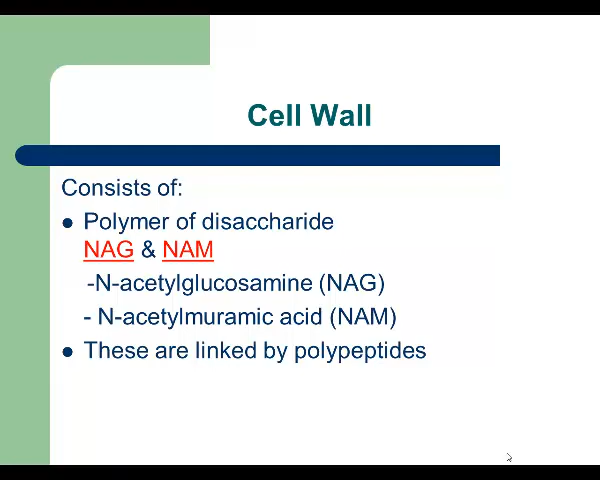 Cell Wall
Consists of:
● Polymer of disaccharide
NAG & NAM
-N-acetylglucosamine (NAG)
- N-acetylmuramic acid (NAM)
● These are linked by polypeptides